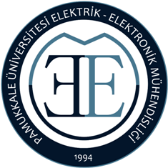 PAMUKKALE ÜNİVERSİTESİ ELEKTRİK - ELEKTRONİK MÜHENDİSLİĞİ
EE
1994